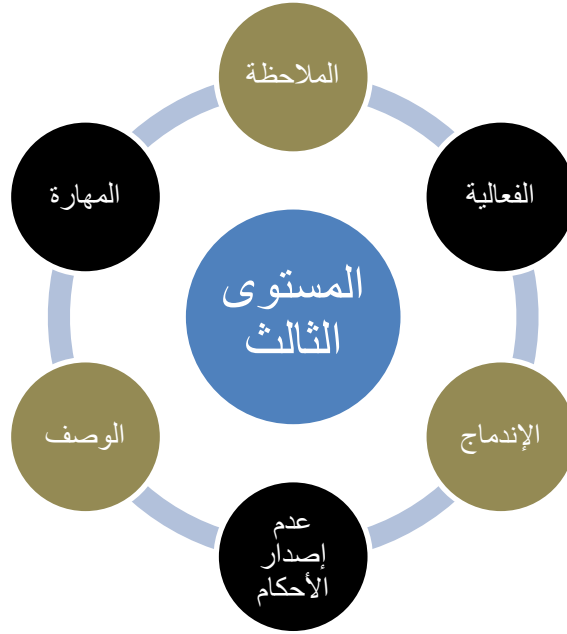 الملاحظة
الفعالية
المهارة
المستوى
الثالث
الإندماج
الوصف
عدم
إصدار
الأحكام